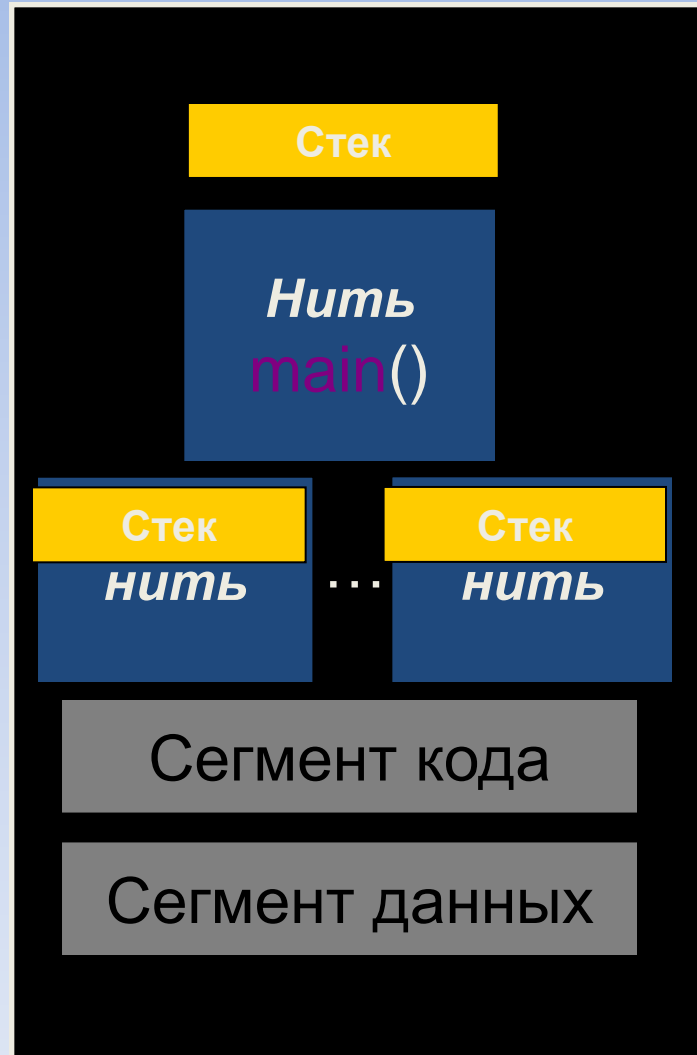 Стек
Нить
main()
Стек
нить
...
Стек
нить
Сегмент кода
Сегмент данных